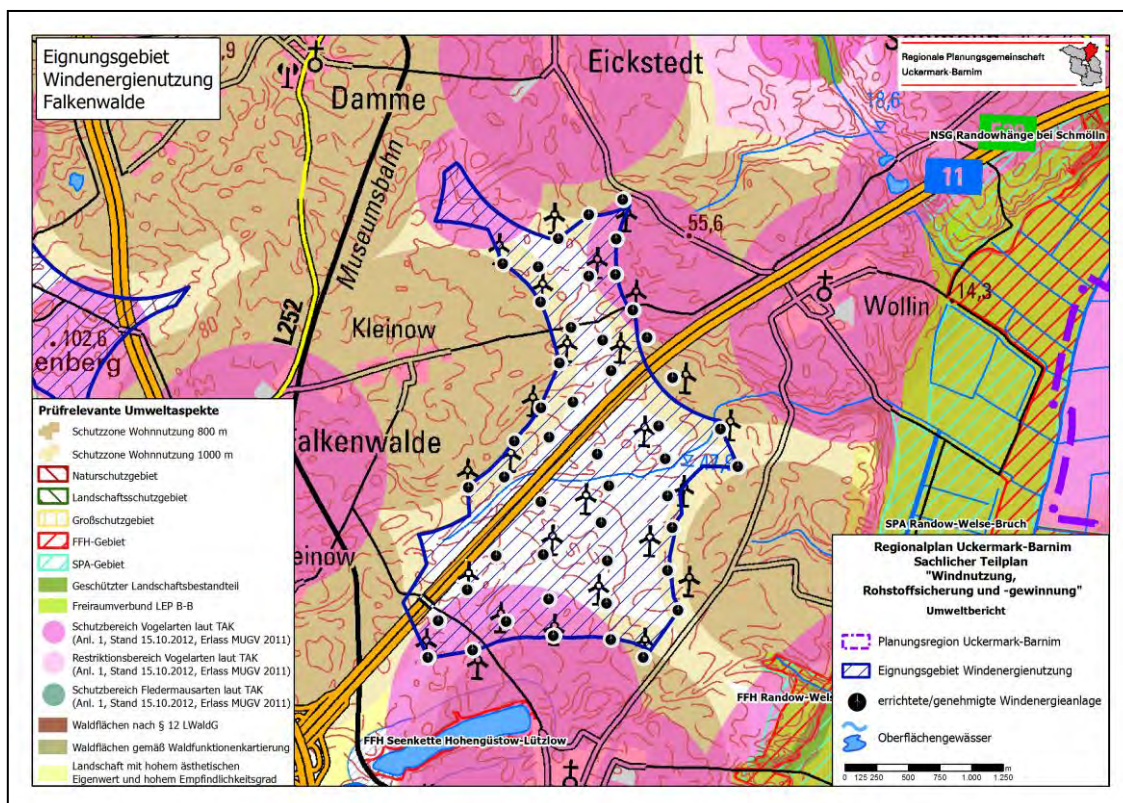 Eignungsgebiet
Windenergienutzung
Falkenwalde
Regionale Planungsgemeinschaft
Uckermark-Barnim
Eickstedt
Damme
18,6
NSG Randowhänge bei Schmölln
11
Museumsbahn
55,6
Wollin
14,3
L252
80
Kleinow
102,6
enberg
alkenwalde
einow
SPA Randow-Welse-Bruch
FFH Randow-Wels
FFH Seenkette Hohengüstow-Lützlow
Prüfrelevante Umweltaspekte
Schutzzone Wohnnutzung 800 m
Schutzzone Wohnnutzung 1000 m
Naturschutzgebiet
Landschaftsschutzgebiet
Großschutzgebiet
FFH-Gebiet
SPA-Gebiet
Geschützter Landschaftsbestandteil
Freiraumverbund LEP B-B
Schutzbereich Vogelarten laut TAK
(Anl. 1, Stand 15.10.2012, Erlass MUGV 2011)
Restriktionsbereich Vogelarten laut TAK
(Anl. 1, Stand 15.10.2012, Erlass MUGV 2011)
Schutzbereich Fledermausarten laut TAK
(Anl. 1, Stand 15.10.2012, Erlass MUGV 2011)
Waldflächen nach § 12 LWaldG
Waldflächen gemäß Waldfunktionenkartierung
Landschaft mit hohem ästhetischen
Eigenwert und hohem Empfindlichkeitsgrad
Regionalplan Uckermark-Barnim
Sachlicher Teilplan
"Windnutzung,
Rohstoffsicherung und -gewinnung"
Umweltbericht
Planungsregion Uckermark-Barnim
Eignungsgebiet Windenergienutzung
errichtete/genehmigte Windenergieanlage
Oberflächengewässer
0 125 250 500 750 1.000 1.250 m